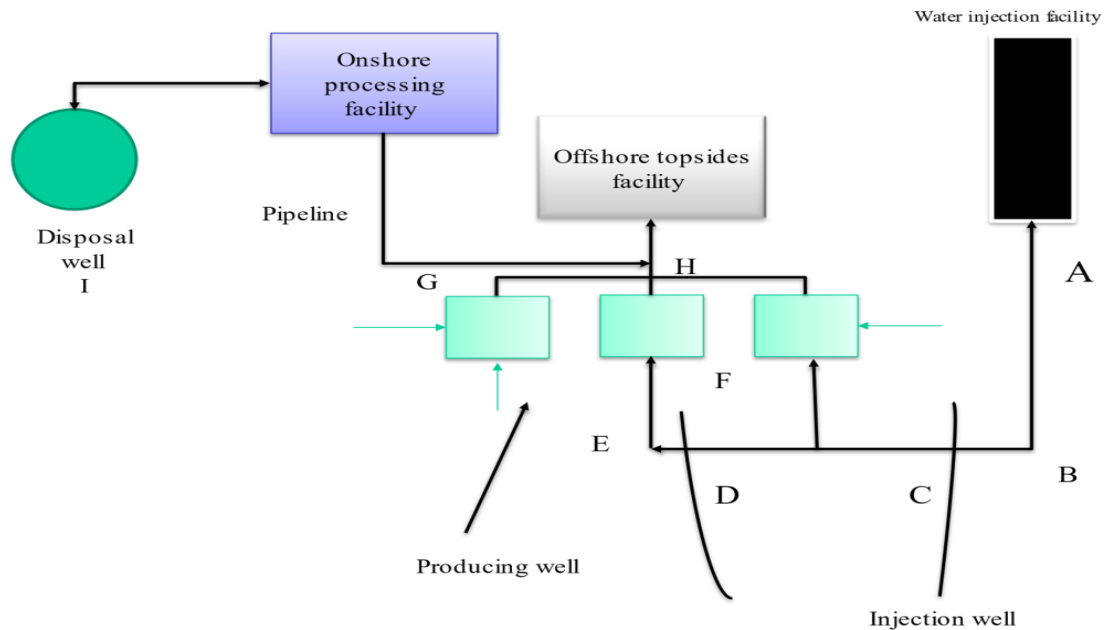 Water injection facility
Onshore
processing
facility
Offshore topsides
facility
Pipeline
Disposal
well
I
A
G
H
F
E
B
D
C
Producing well
Injection well